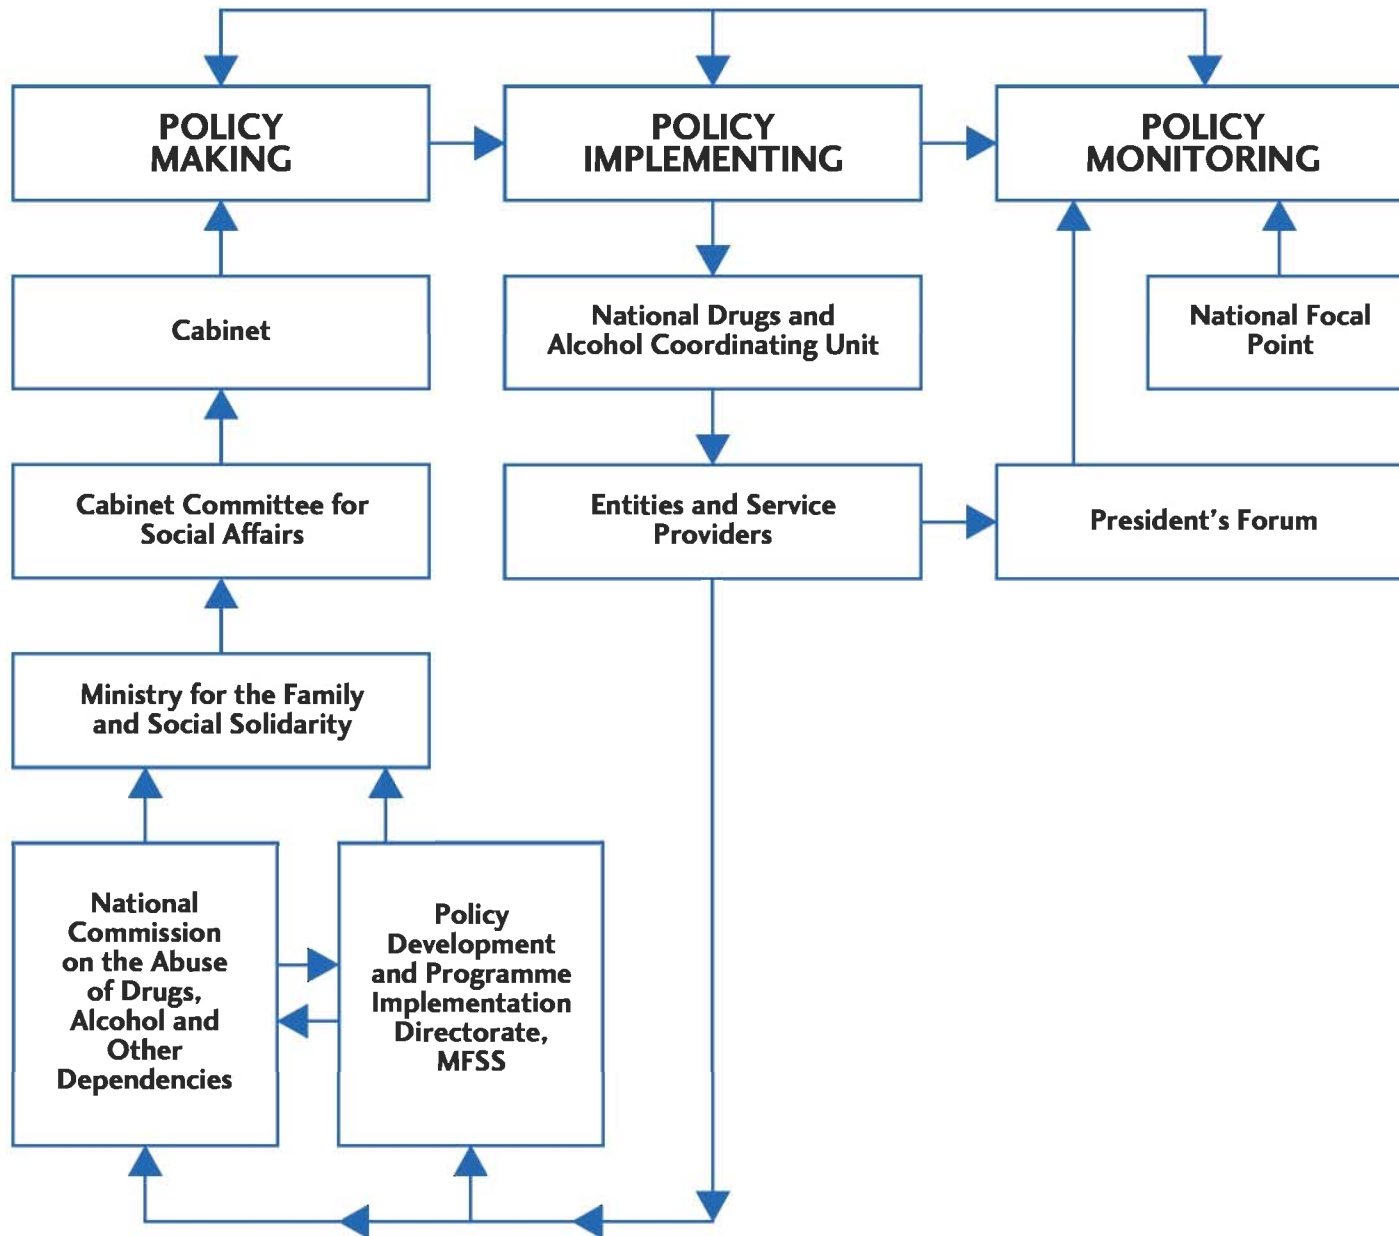 POLICY
MAKING
POLICY
IMPLEMENTING
POLICY
MONITORING
Cabinet
National Drugs and
Alcohol Coordinating Unit
National Focal
Point
Cabinet Committee for
Social Affairs
Entities and Service
Providers
President's Forum
Ministry for the Family
and Social Solidarity
National
Commission
on the Abuse
of Drugs,
Alcohol and
Other
Dependencies
Policy
Development
and Programme
Implementation
Directorate,
MFSS